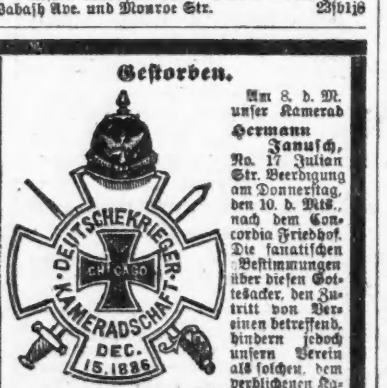 Wabash Ave. und Monroe Str. 23fb1j8
Gestorben.
Am 8. d. M.
unser Kamerad
Hermann
Janusch,
No. 17 Julian
Str. Beerdigung
am Donnerstag,
den 10. d. Mts.,
nach dem Con-
cordia Friedhof.
Die fanatischen
Bestimmungen
über diesen Got-
tesacker, den Zu-
tritt von Ver-
einen betreffend,
hindern jedoch
unsern Verein
als solchen, dem
verblichenen Ka-
DEUTSCHE KRIEGER
KAMERADSCHAFT
CHICAGO
DEC.
15.1886